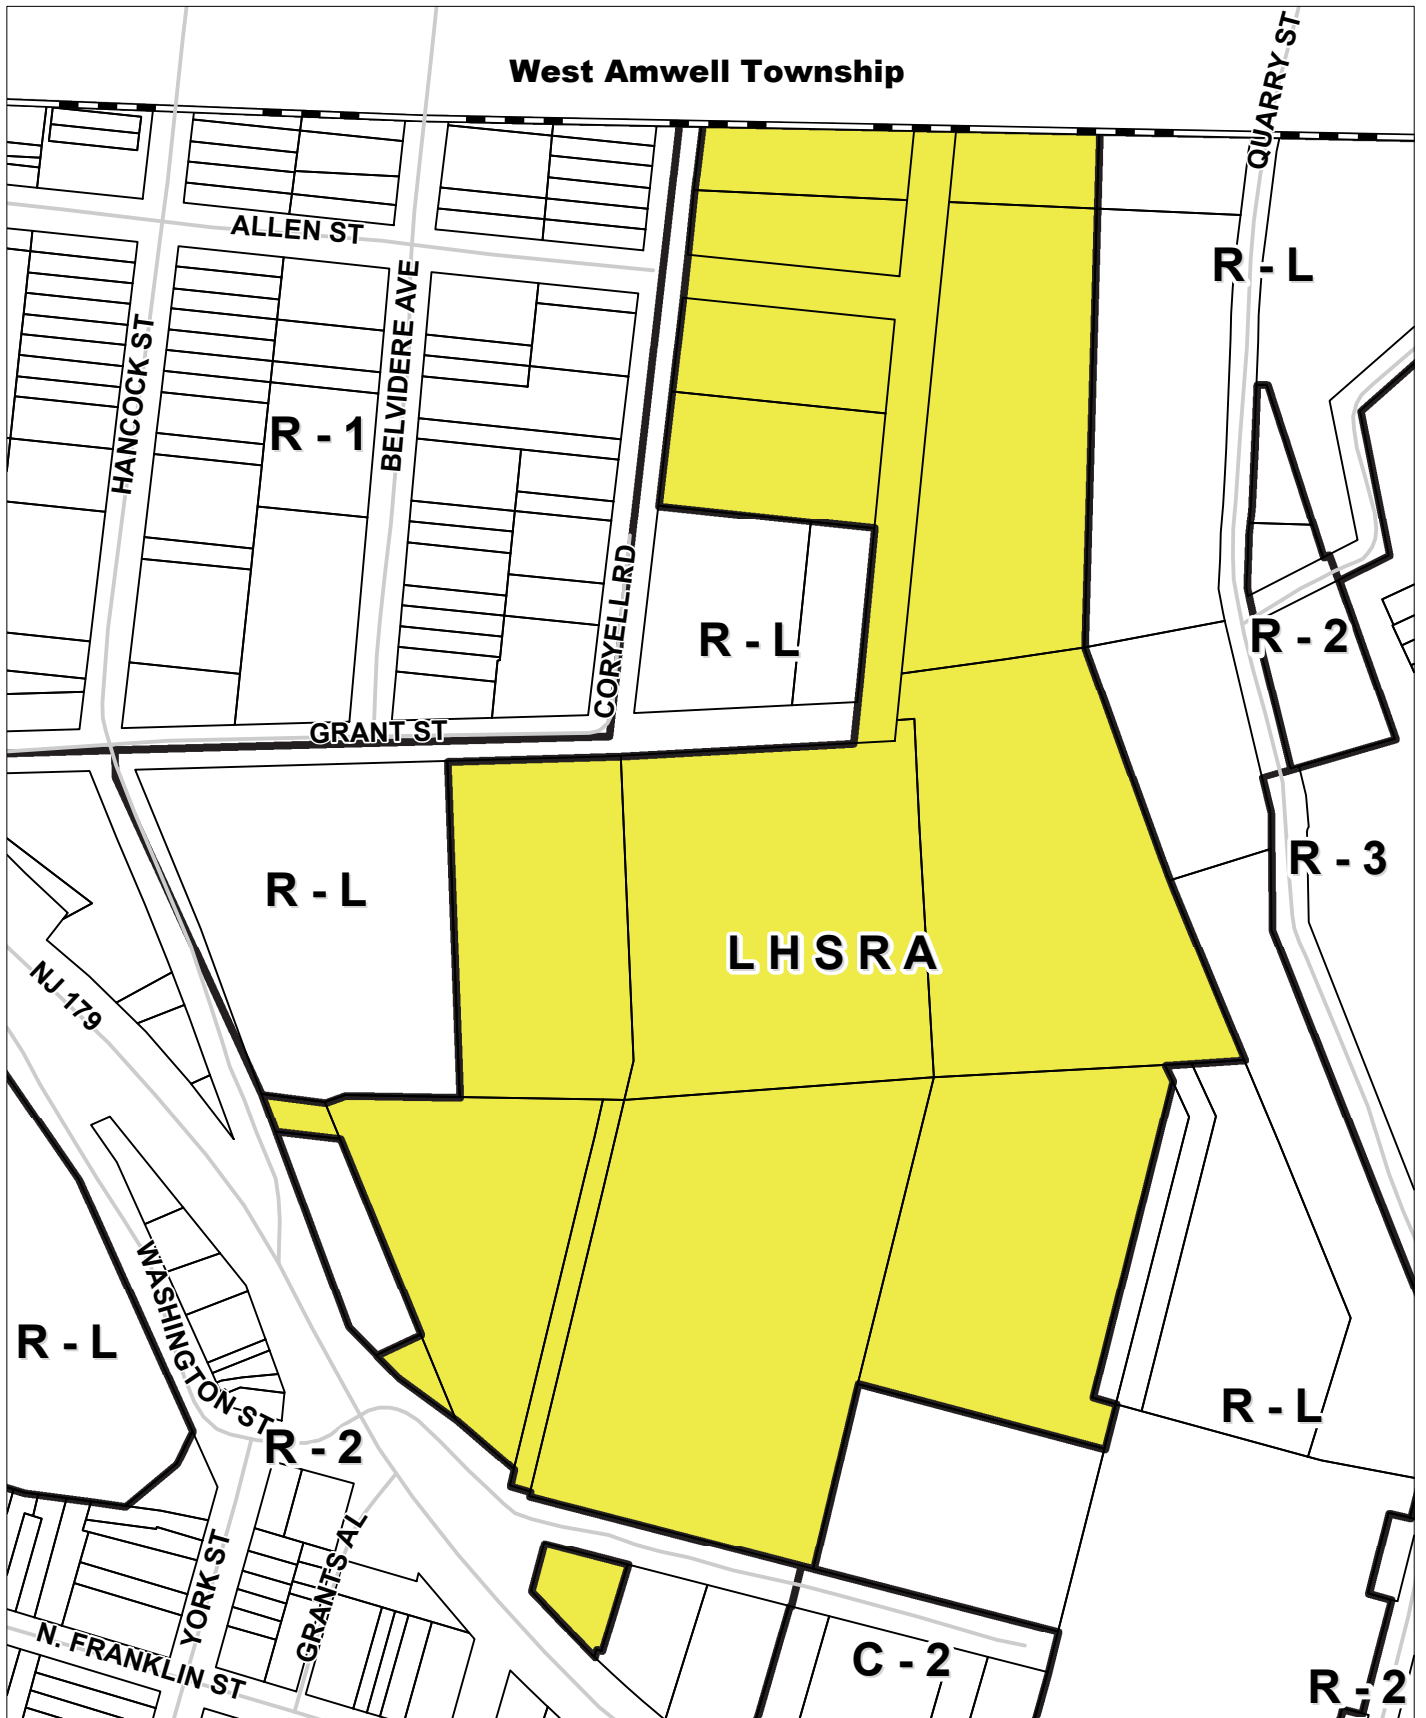 West Amwell Township
QUARRY ST
ALLEN ST
R - L
BELVIDERE AVE
HANCOCK ST
R - 1
CORYELL RD
R - L
R - 2
GRANT ST
R - 3
R - L
L H S R A
NJ 179
WASHINGTON ST
R - L
R - L
R - 2
GRANTS AL
YORK ST
N. FRANKLIN ST
C - 2
R - 2